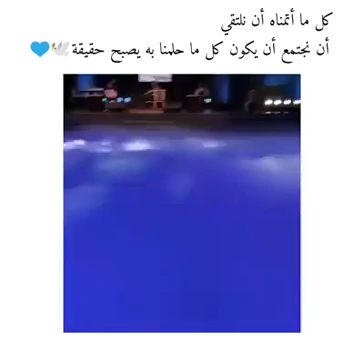 كل ما أتمناه أن نلتقي
أن نجتمع أن يكون كل ما حلمنا به يصبح حقيقة🕊️💙